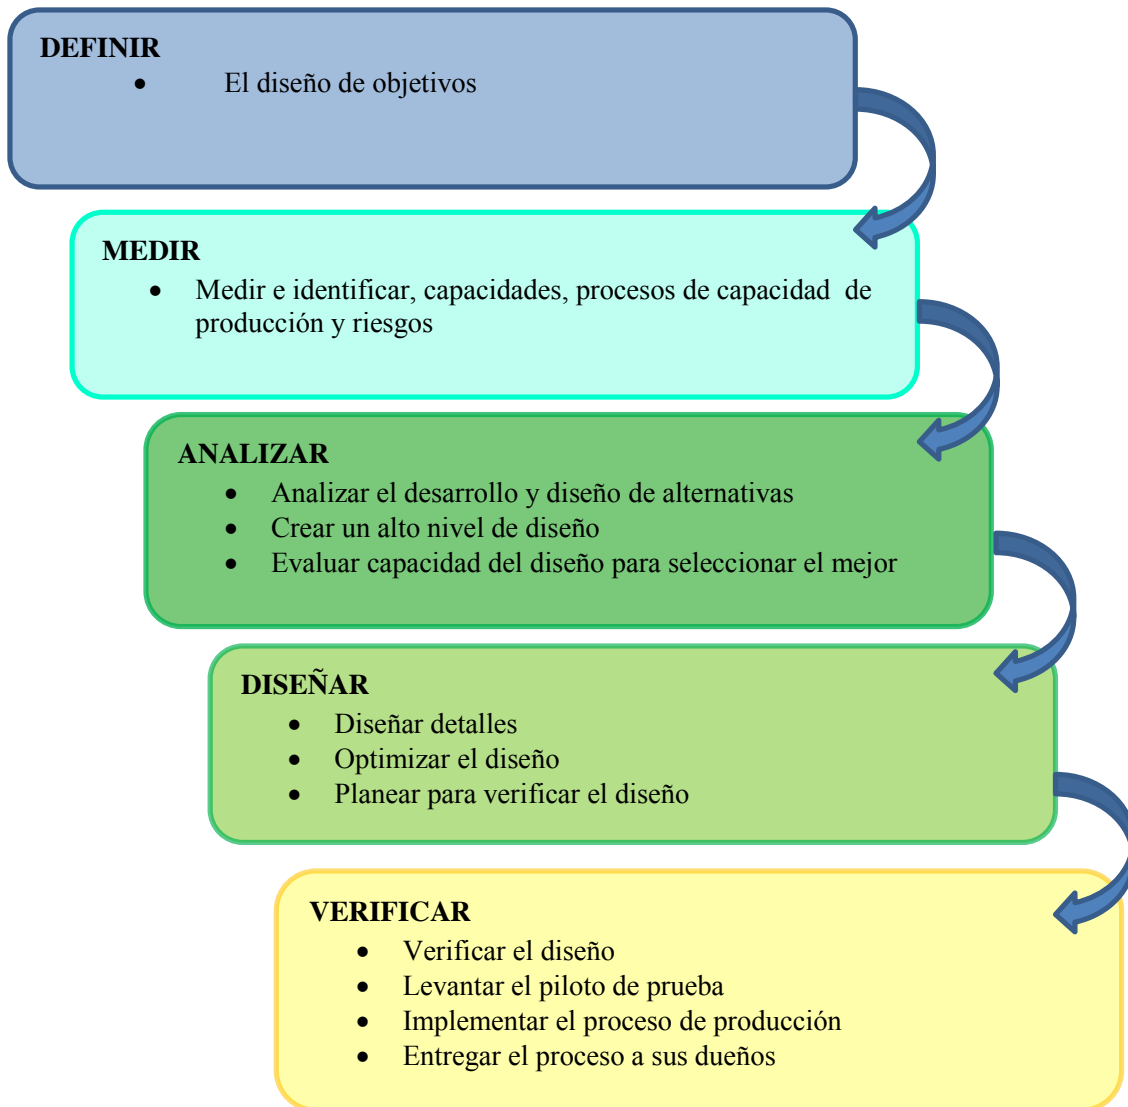 DEFINIR
• El diseño de objetivos
MEDIR
• Medir e identificar, capacidades, procesos de capacidad de
producción y riesgos
ANALIZAR
• Analizar el desarrollo y diseño de alternativas
• Crear un alto nivel de diseño
• Evaluar capacidad del diseño para seleccionar el mejor
DISEÑAR
• Diseñar detalles
• Optimizar el diseño
• Planear para verificar el diseño
VERIFICAR
• Verificar el diseño
• Levantar el piloto de prueba
• Implementar el proceso de producción
• Entregar el proceso a sus dueños